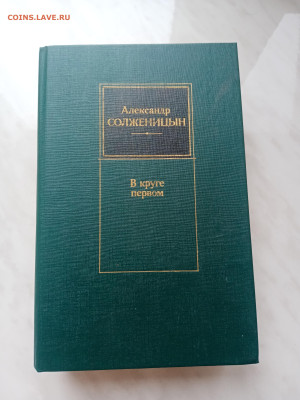 COINS.LAVE.RU
Александр
СОЛЖЕНИЦЫН
В круге
первом